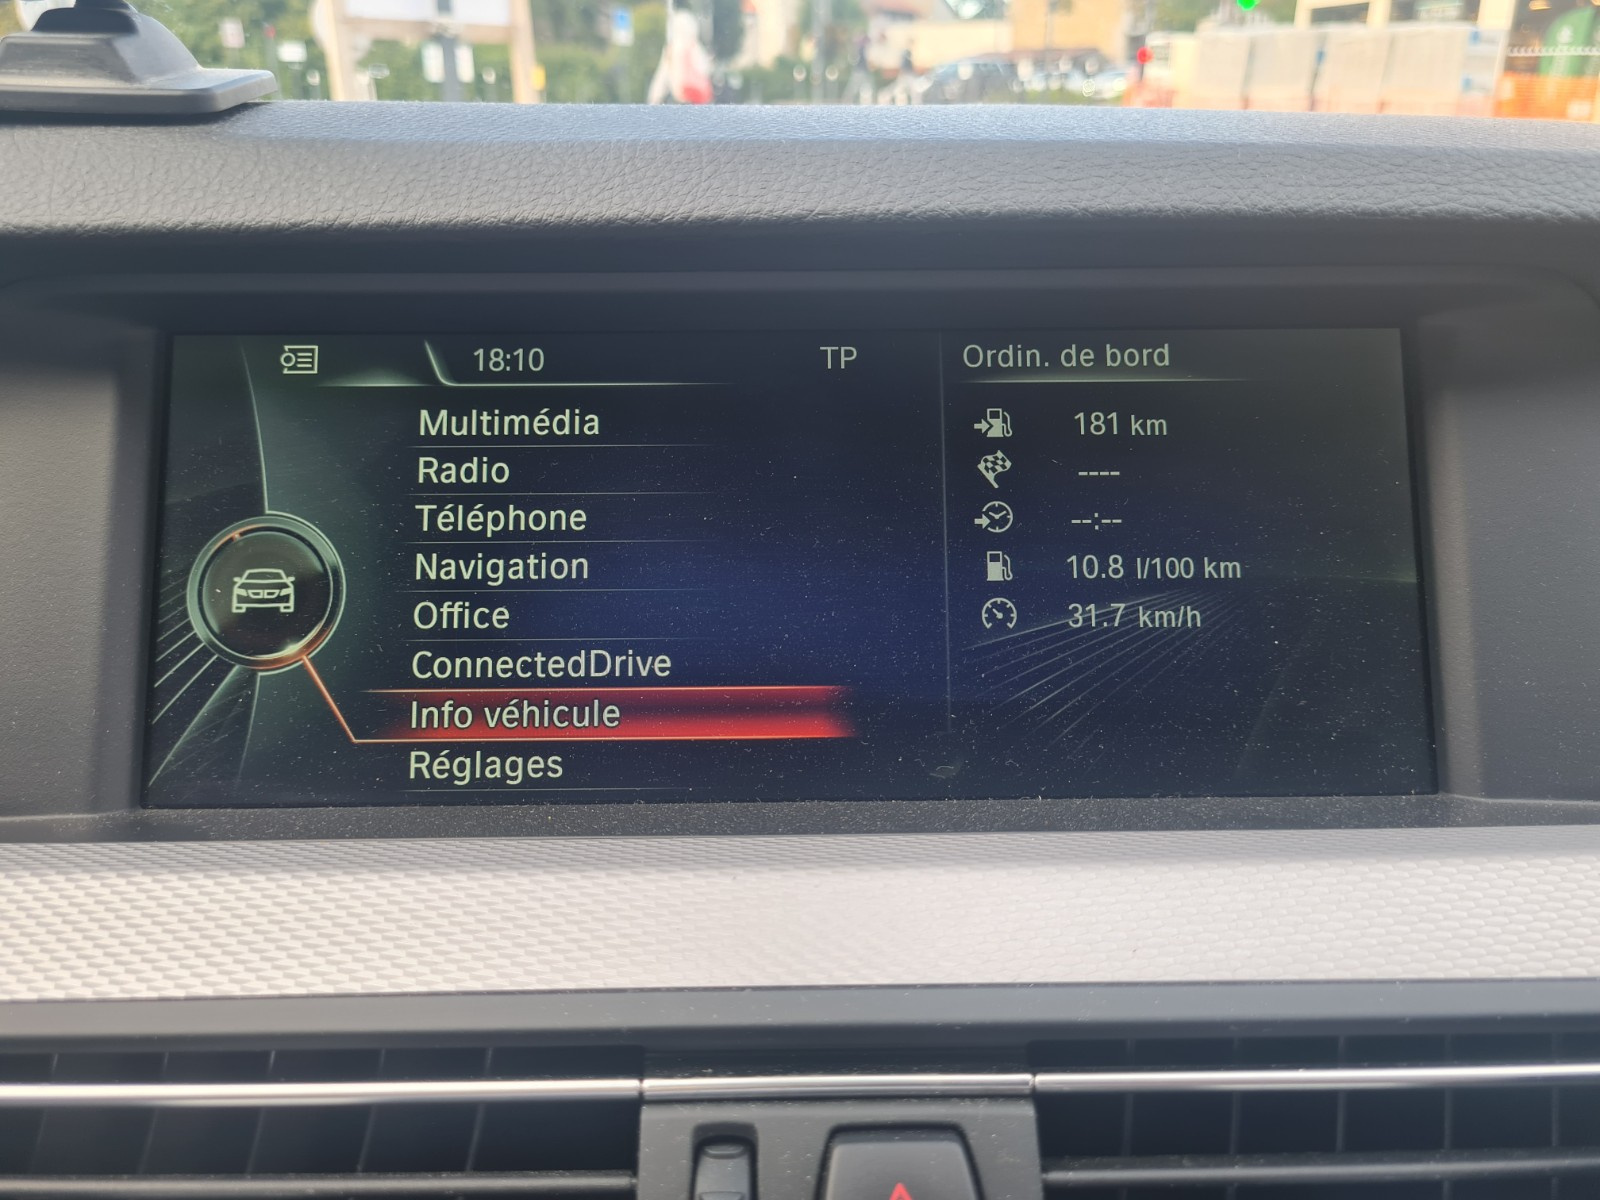 18:10
TP
Multimédia
Radio
Téléphone
Navigation
Office
ConnectedDrive
Info véhicule
Réglages
Ordin. de bord
181 km
----
--:--
10.8 l/100 km
31.7 km/h